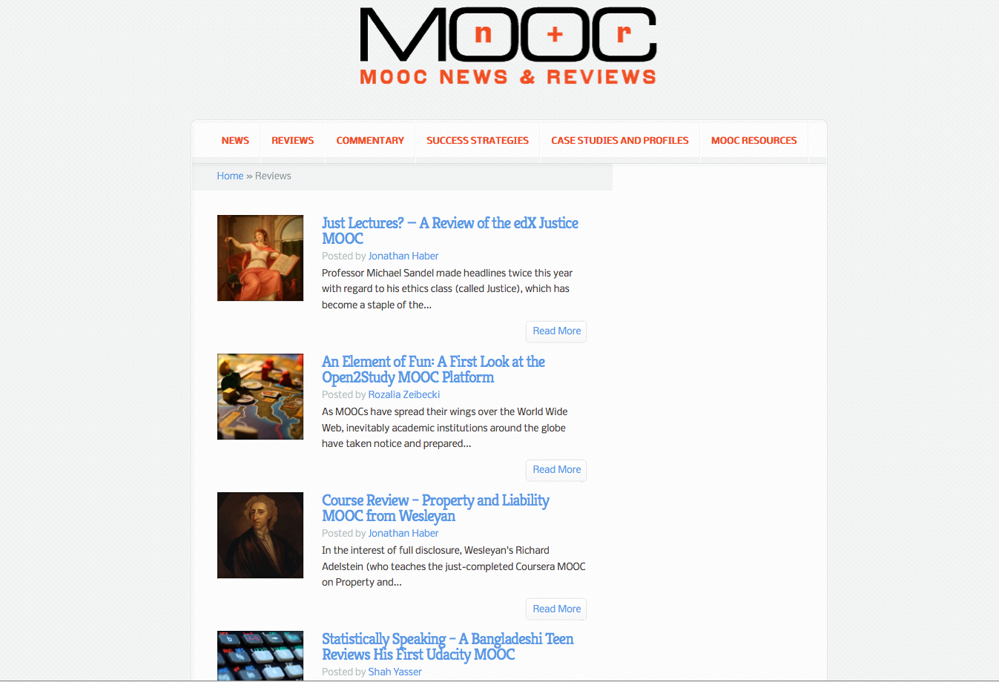 MOOC
n + r
MOOC NEWS & REVIEWS
NEWS REVIEWS COMMENTARY SUCCESS STRATEGIES CASE STUDIES AND PROFILES MOOC RESOURCES
Home » Reviews
Just Lectures? — A Review of the edX Justice
MOOC
Posted by Jonathan Haber
Professor Michael Sandel made headlines twice this year
with regard to his ethics class (called Justice), which has
become a staple of the...
Read More
An Element of Fun: A First Look at the
Open2Study MOOC Platform
Posted by Rozalia Zeibecki
As MOOCs have spread their wings over the World Wide
Web, inevitably academic institutions around the globe
have taken notice and prepared...
Read More
Course Review – Property and Liability
MOOC from Wesleyan
Posted by Jonathan Haber
In the interest of full disclosure, Wesleyan's Richard
Adelstein (who teaches the just-completed Coursera MOOC
on Property and...
Read More
Statistically Speaking – A Bangladeshi Teen
Reviews His First Udacity MOOC
Posted by Shah Yasser